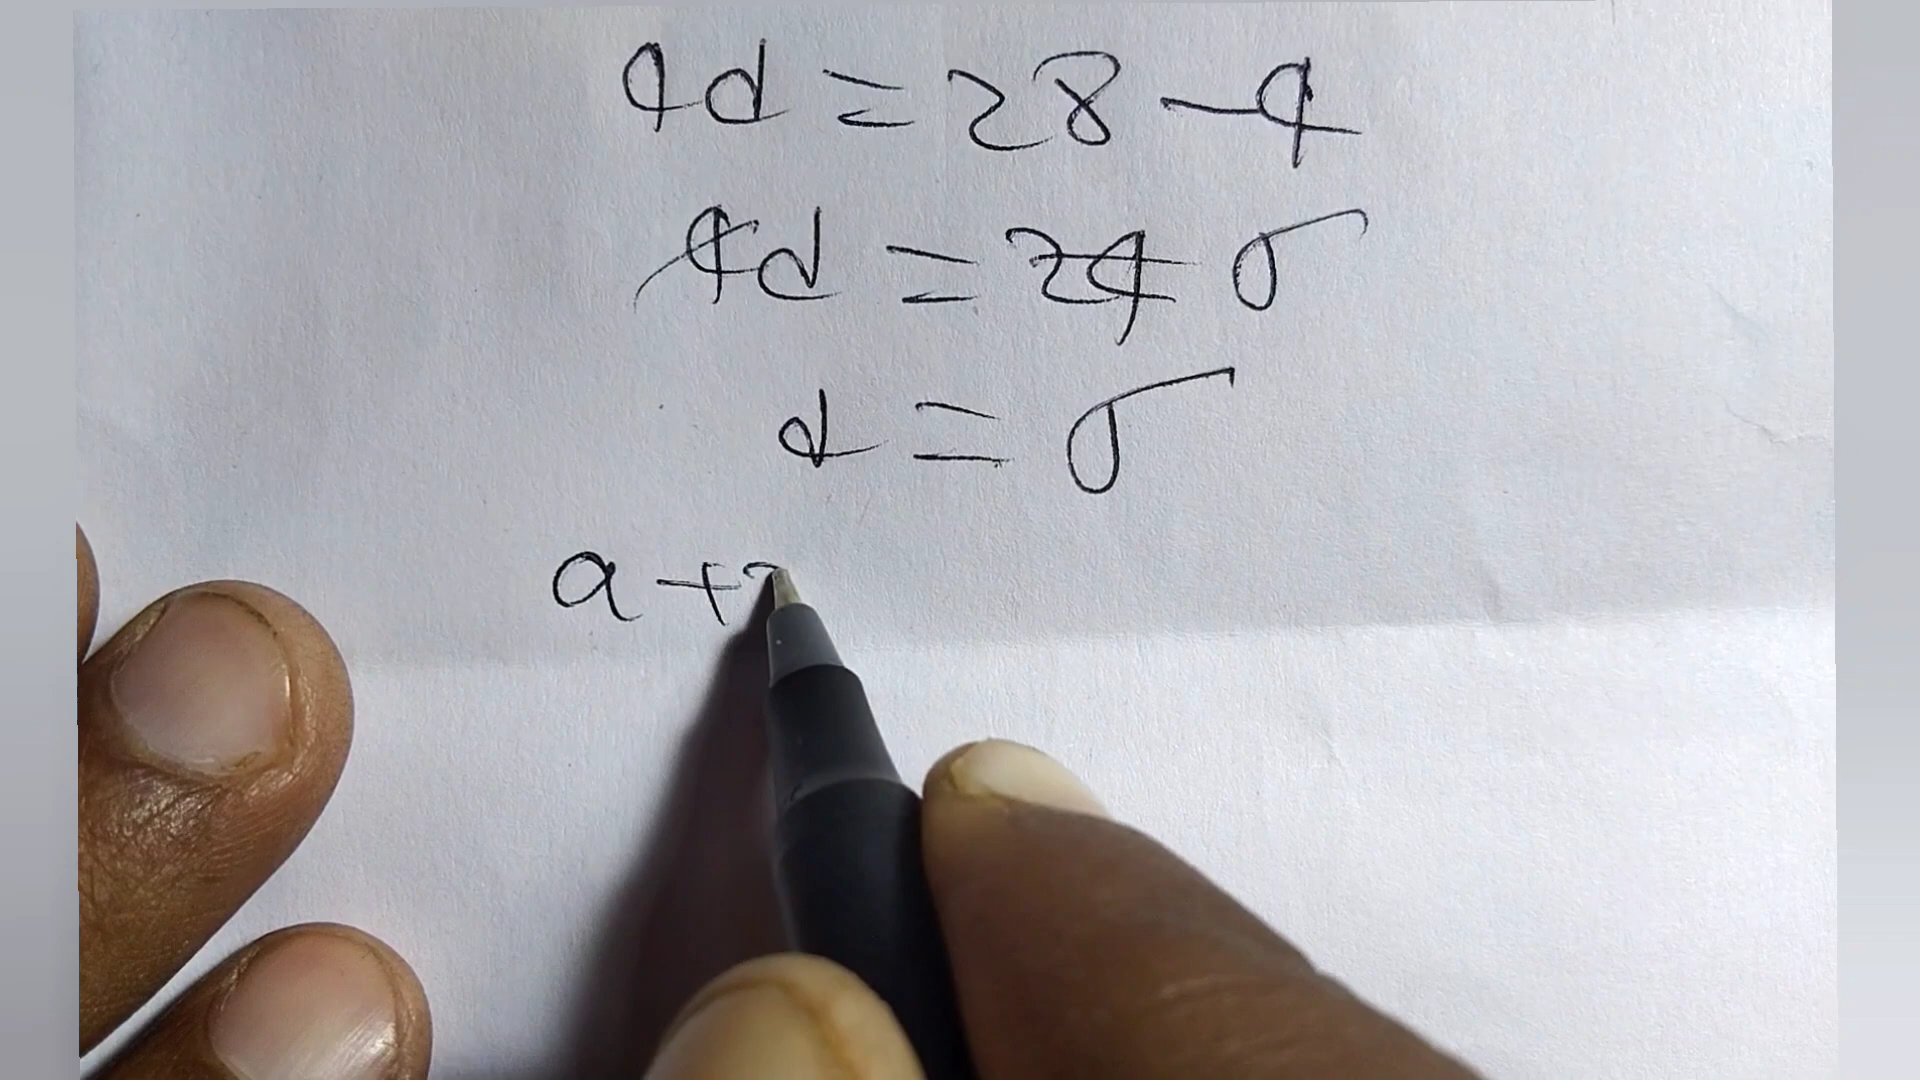 4d = 28 - 4
4d = 24 6
d = 6
a +